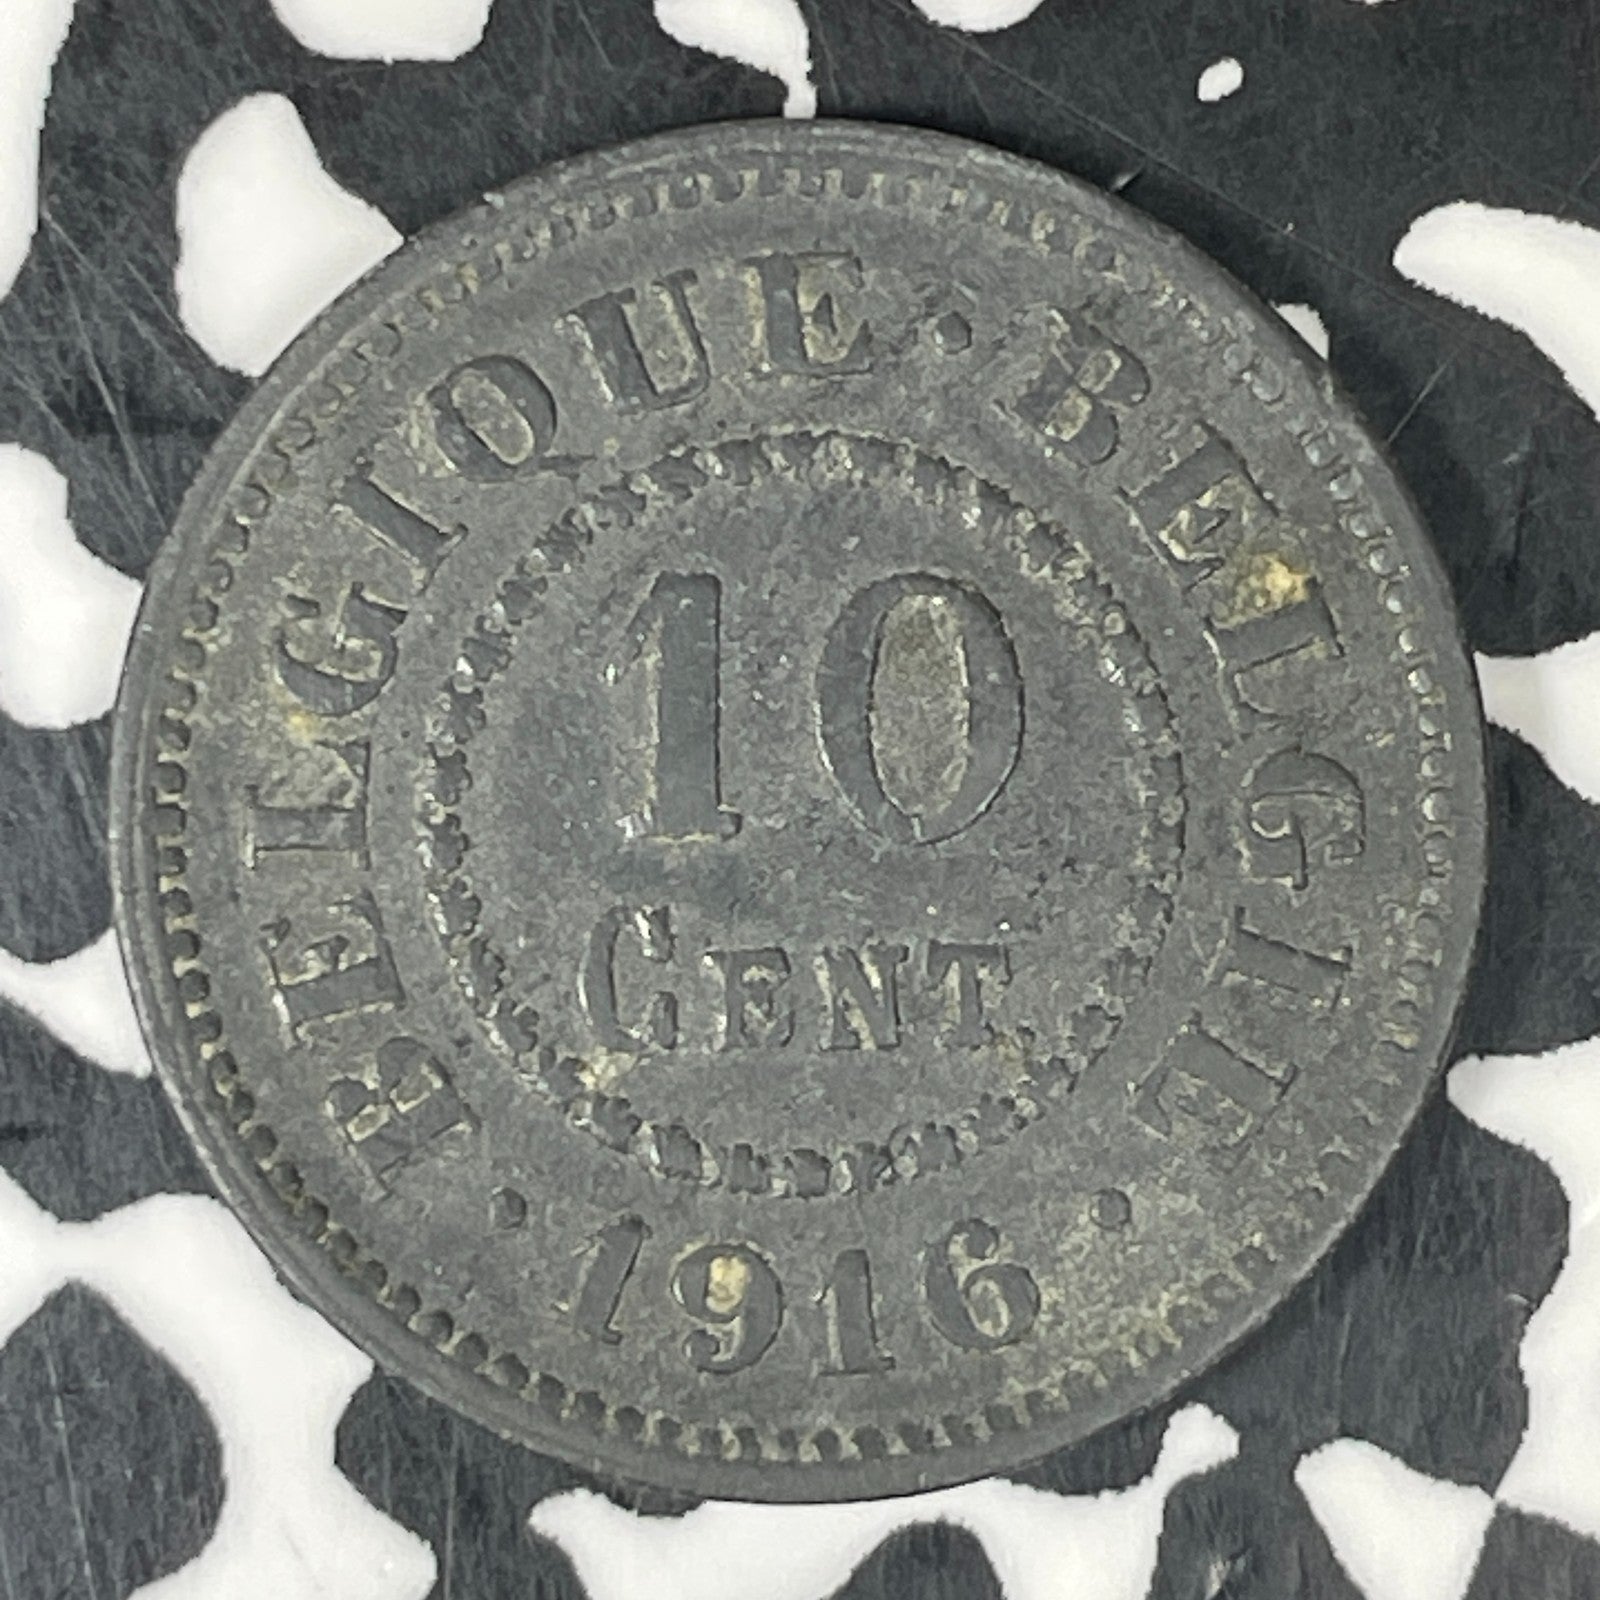 BELGIQUE · BELGIE
10
CENT
· 1916 ·